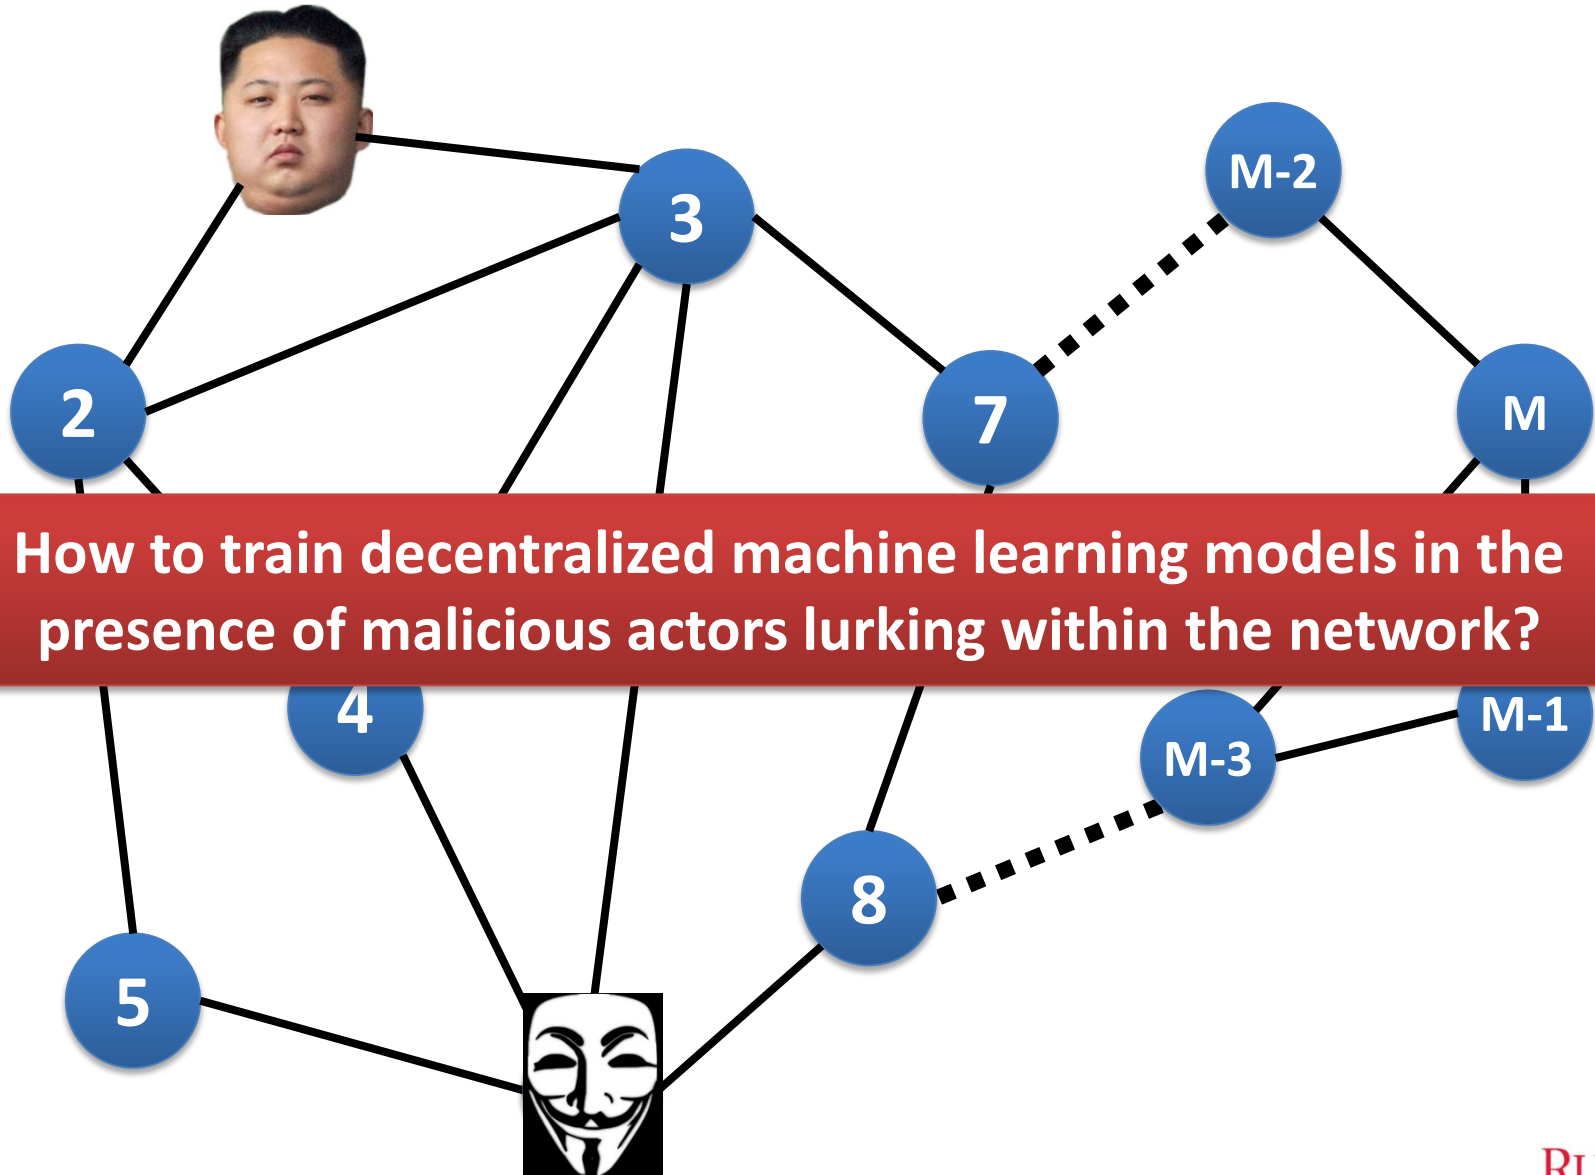 M-2
3
7
2
M
How to train decentralized machine learning models in the
presence of malicious actors lurking within the network?
4
M-1
M-3
8
5